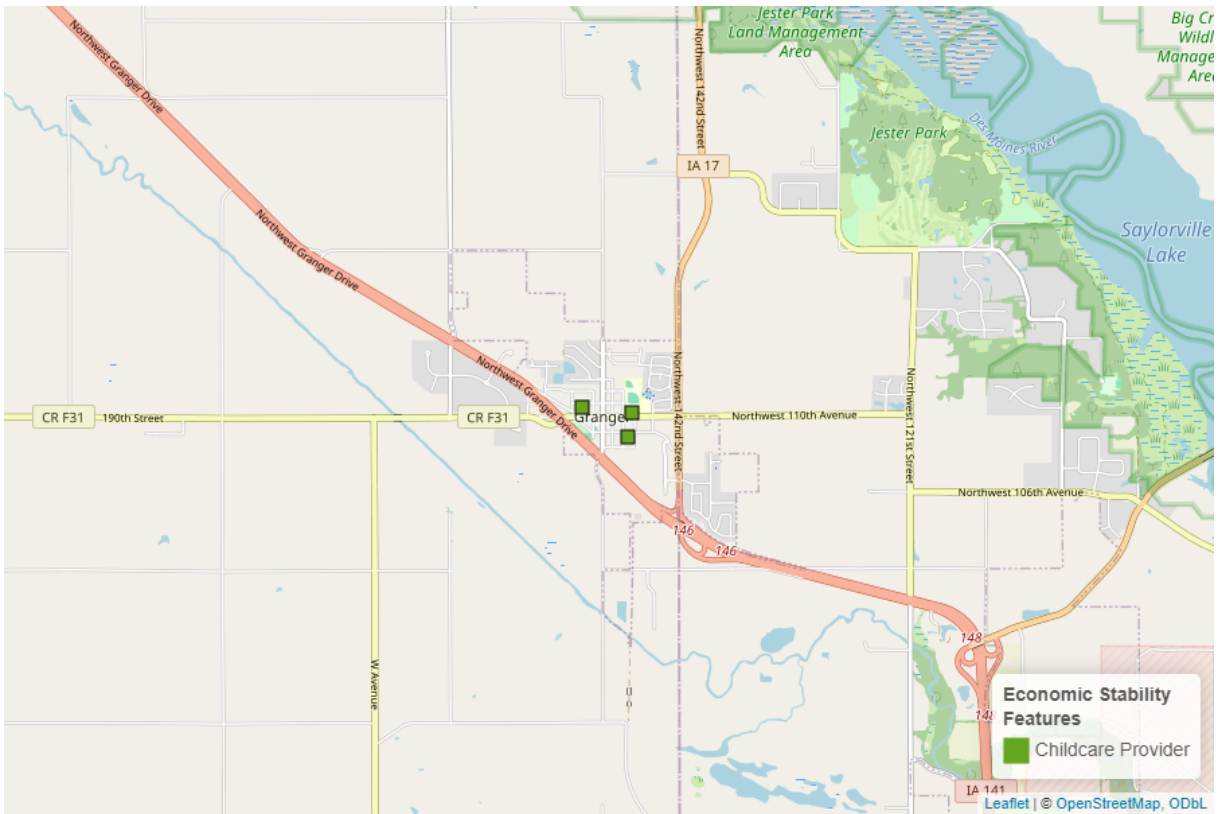 Jester Park
Land Management
Area
Big Cr
Wildl
Manage
Area
Northwest Granger Drive
Northwest 142nd Street
Des Moines River
Jester Park
IA 17
Northwest Granger Drive
Saylorville
Lake
Northwest Granger Drive
Northwest 142nd Street
Northwest 121st Street
CR F31
190th Street
CR F31
Granger
Northwest 110th Avenue
Northwest 106th Avenue
146
146
148
W Avenue
148
IA 141
Economic Stability
Features
Childcare Provider
Leaflet | © OpenStreetMap, ODbL